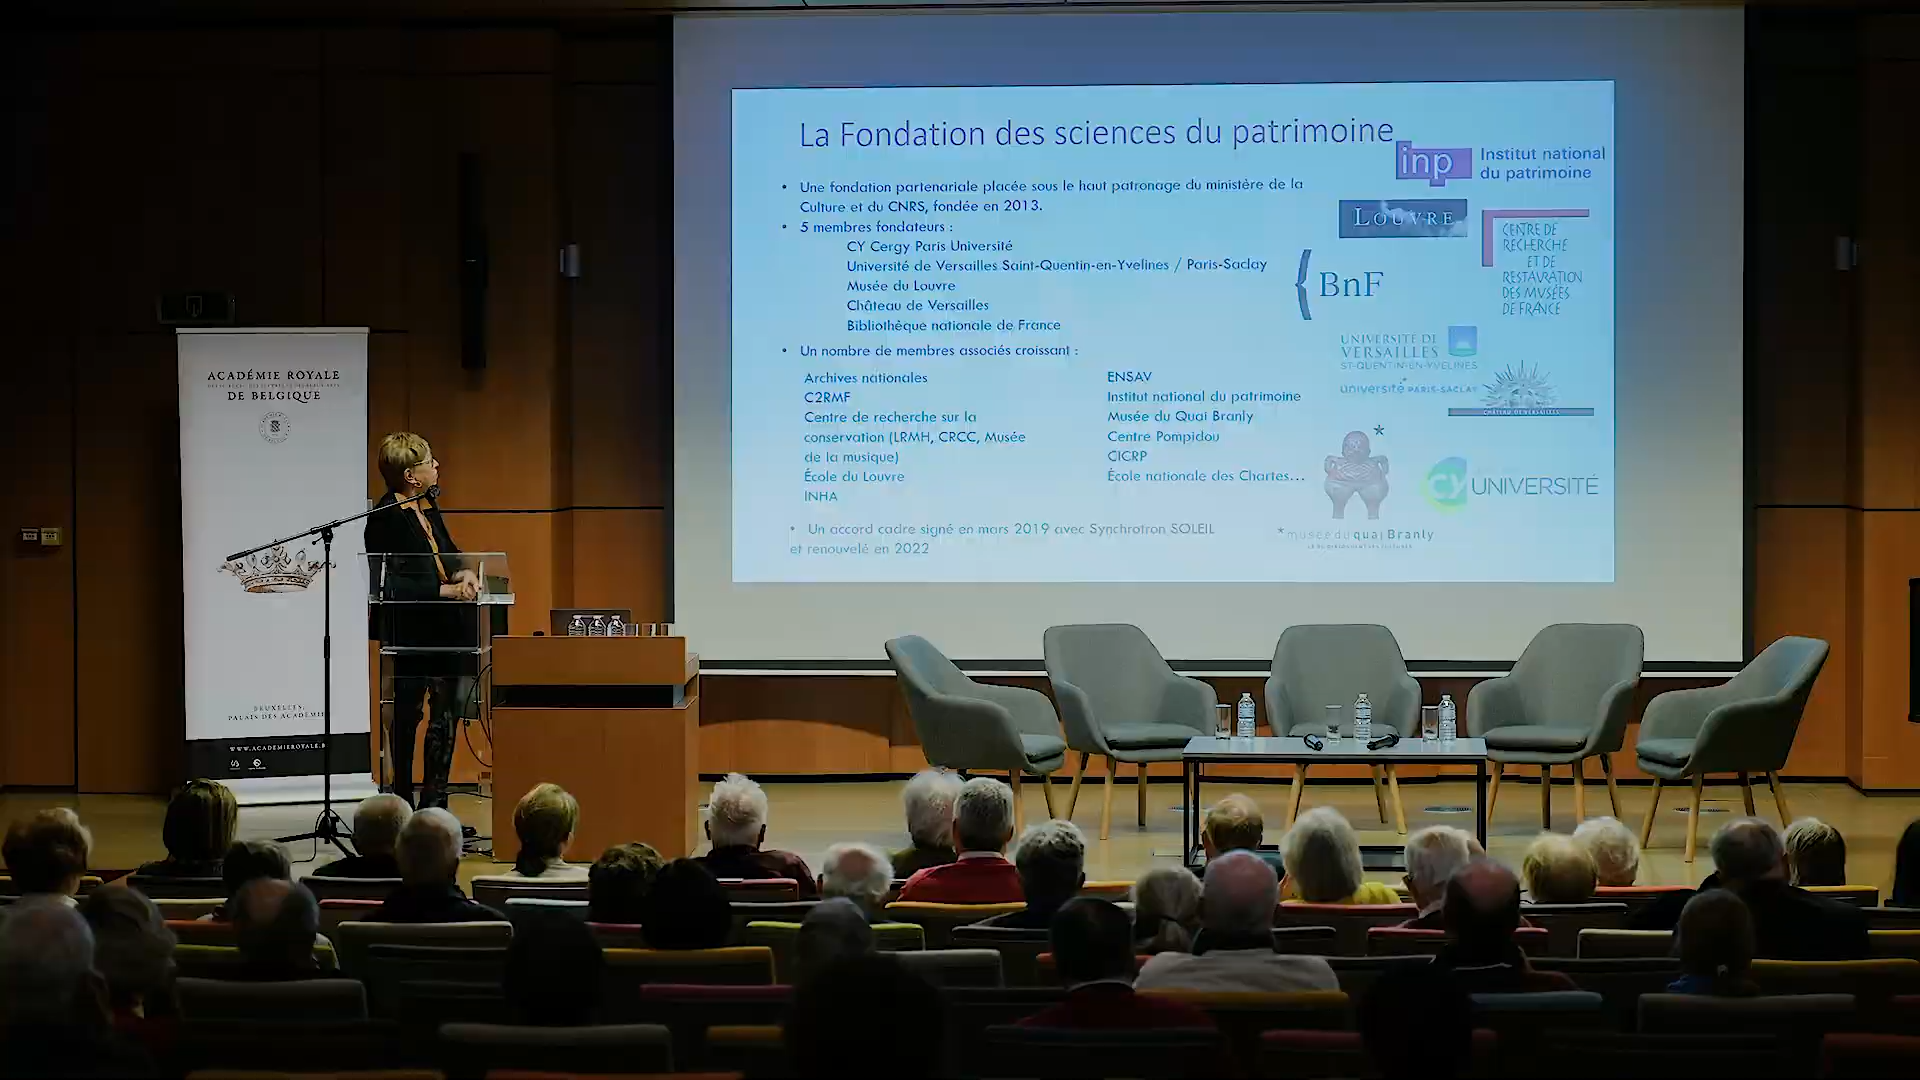 La Fondation des sciences du patrimoine
• Une fondation partenariale placée sous le haut patronage du ministère de la
Culture et du CNRS, fondée en 2013.
• 5 membres fondateurs :
CY Cergy Paris Université
Université de Versailles Saint-Quentin-en-Yvelines / Paris-Saclay
Musée du Louvre
Château de Versailles
Bibliothèque nationale de France
• Un nombre de membres associés croissant :
Archives nationales
C2RMF
Centre de recherche sur la
conservation (LRMH, CRCC, Musée
de la musique)
École du Louvre
INHA
ENSAV
Institut national du patrimoine
Musée du Quai Branly
Centre Pompidou
CICRP
École nationale des Chartes...
• Un accord cadre signé en mars 2019 avec Synchrotron SOLEIL
et renouvelé en 2022
inp
Institut national
du patrimoine
LOUVRE
CENTRE DE
RECHERCHE
ET DE
RESTAURATION
DES MUSÉES
DE FRANCE
BnF
UNIVERSITÉ DE
VERSAILLES
ST-QUENTIN-EN-YVELINES
université PARIS-SACLAY
CHÂTEAU DE VERSAILLES
*
CY UNIVERSITÉ
*musée du quai Branly
ACADÉMIE ROYALE
DE BELGIQUE
BRUXELLES,
PALAIS DES ACADÉMI
WWW.ACADEMIEROYALE.B